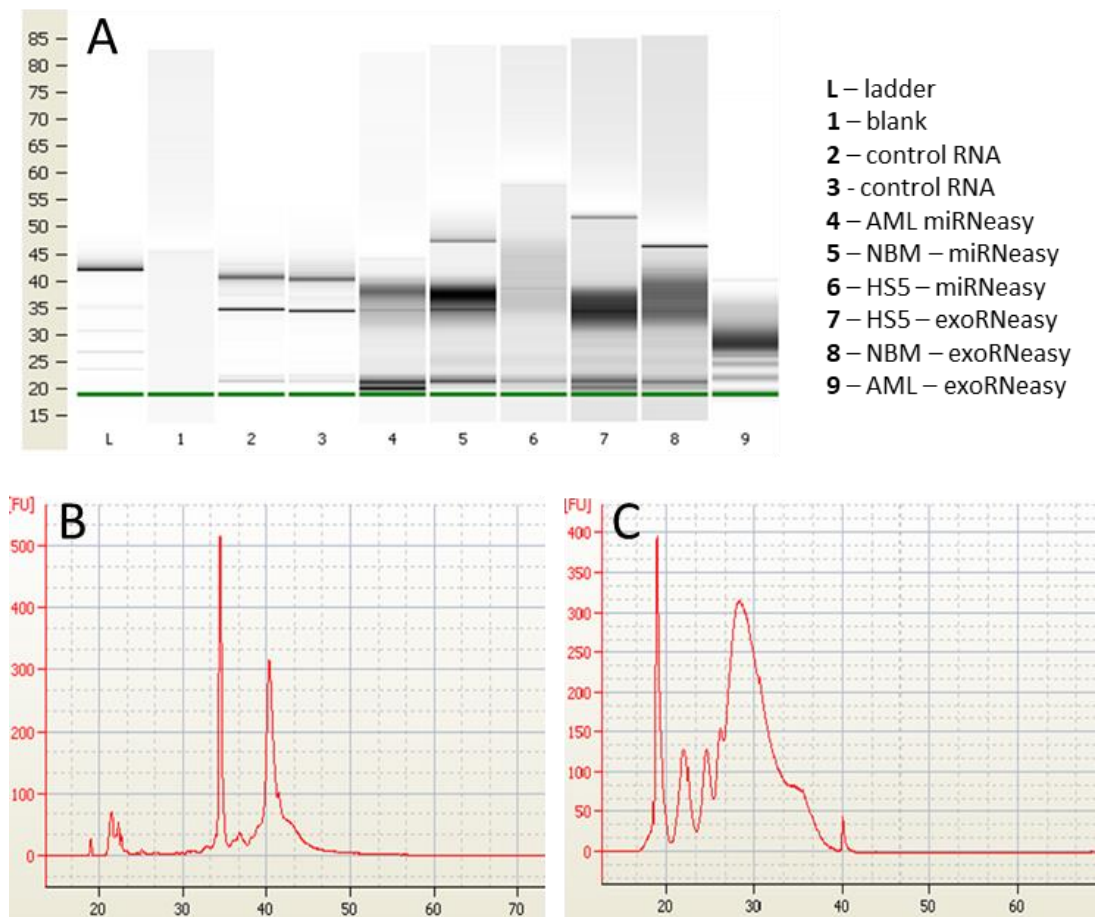 A
85
80
75
70
65
60
55
50
45
40
35
30
25
20
15
L 1 2 3 4 5 6 7 8 9
L – ladder
1 – blank
2 – control RNA
3 - control RNA
4 – AML miRNeasy
5 – NBM – miRNeasy
6 – HS5 – miRNeasy
7 – HS5 – exoRNeasy
8 – NBM – exoRNeasy
9 – AML – exoRNeasy
B
[FU]
500
400
300
200
100
0
20 30 40 50 60 70
C
[FU]
400
350
300
250
200
150
100
50
0
20 30 40 50 60